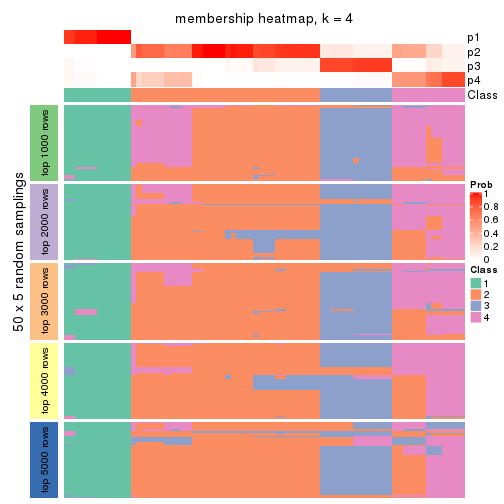 membership heatmap, k = 4
p1
p2
p3
p4
Class
50 x 5 random samplings
top 1000 rows
top 2000 rows
top 3000 rows
top 4000 rows
top 5000 rows
Prob
1
0.8
0.6
0.4
0.2
0
Class
1
2
3
4